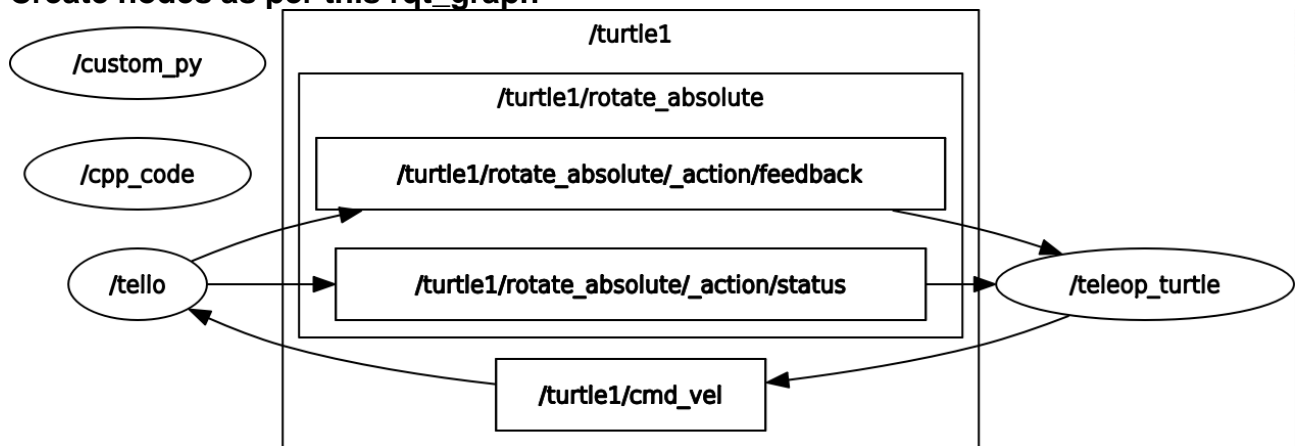 Create nodes as per this rqt_graph
/turtle1
/custom_py
/turtle1/rotate_absolute
/cpp_code
/turtle1/rotate_absolute/_action/feedback
/tello
/turtle1/rotate_absolute/_action/status
/teleop_turtle
/turtle1/cmd_vel